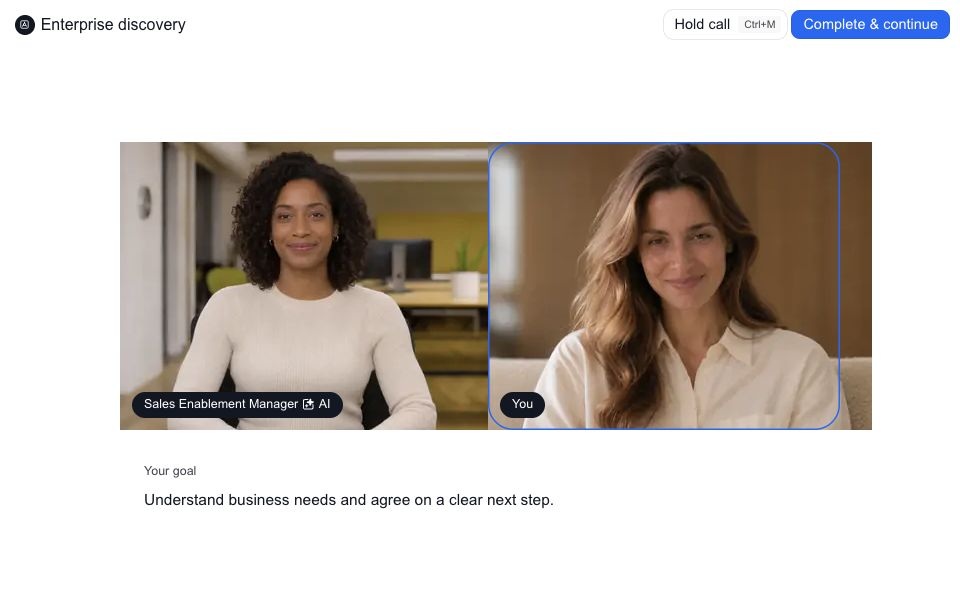 Enterprise discovery
Hold call Ctrl+M
Complete & continue
Sales Enablement Manager AI
You
Your goal
Understand business needs and agree on a clear next step.